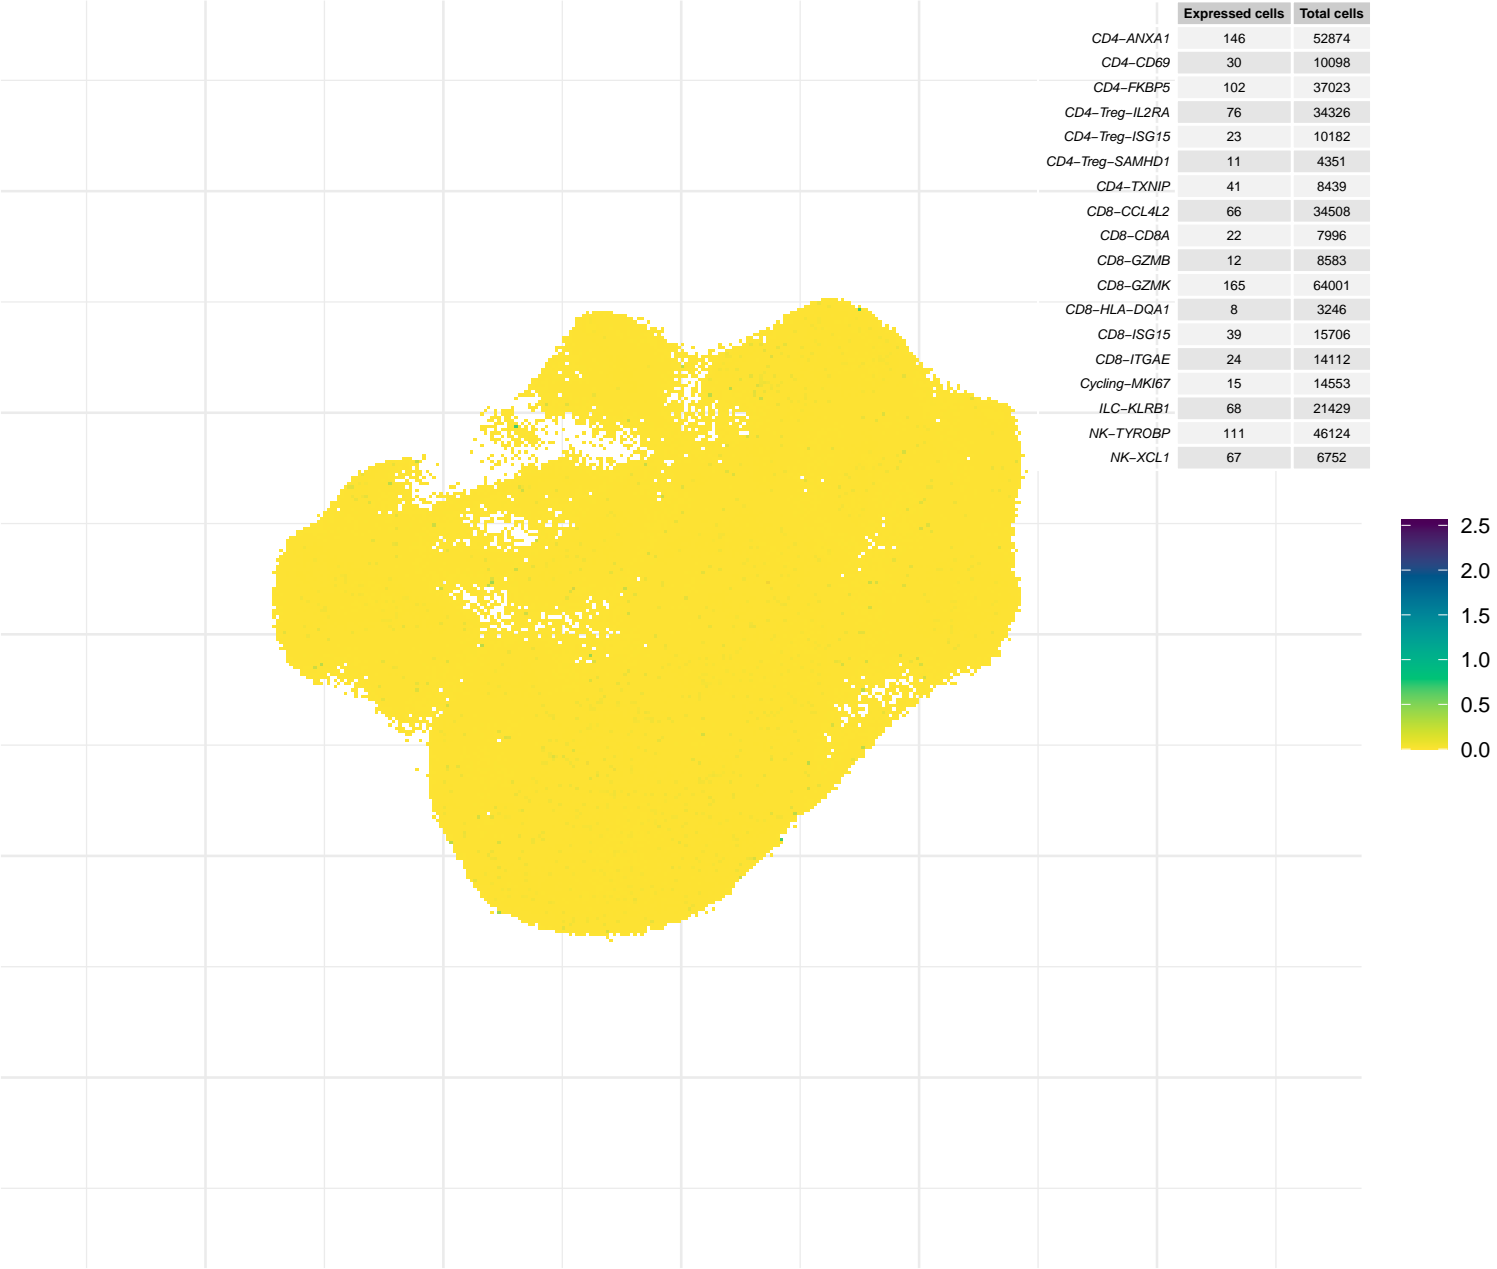 Expressed cells Total cells
CD4−ANXA1 146 52874
CD4−CD69 30 10098
CD4−FKBP5 102 37023
CD4−Treg−IL2RA 76 34326
CD4−Treg−ISG15 23 10182
CD4−Treg−SAMHD1 11 4351
CD4−TXNIP 41 8439
CD8−CCL4L2 66 34508
CD8−CD8A 22 7996
CD8−GZMB 12 8583
CD8−GZMK 165 64001
CD8−HLA−DQA1 8 3246
CD8−ISG15 39 15706
CD8−ITGAE 24 14112
Cycling−MKI67 15 14553
ILC−KLRB1 68 21429
NK−TYROBP 111 46124
NK−XCL1 67 6752
2.5
2.0
1.5
1.0
0.5
0.0